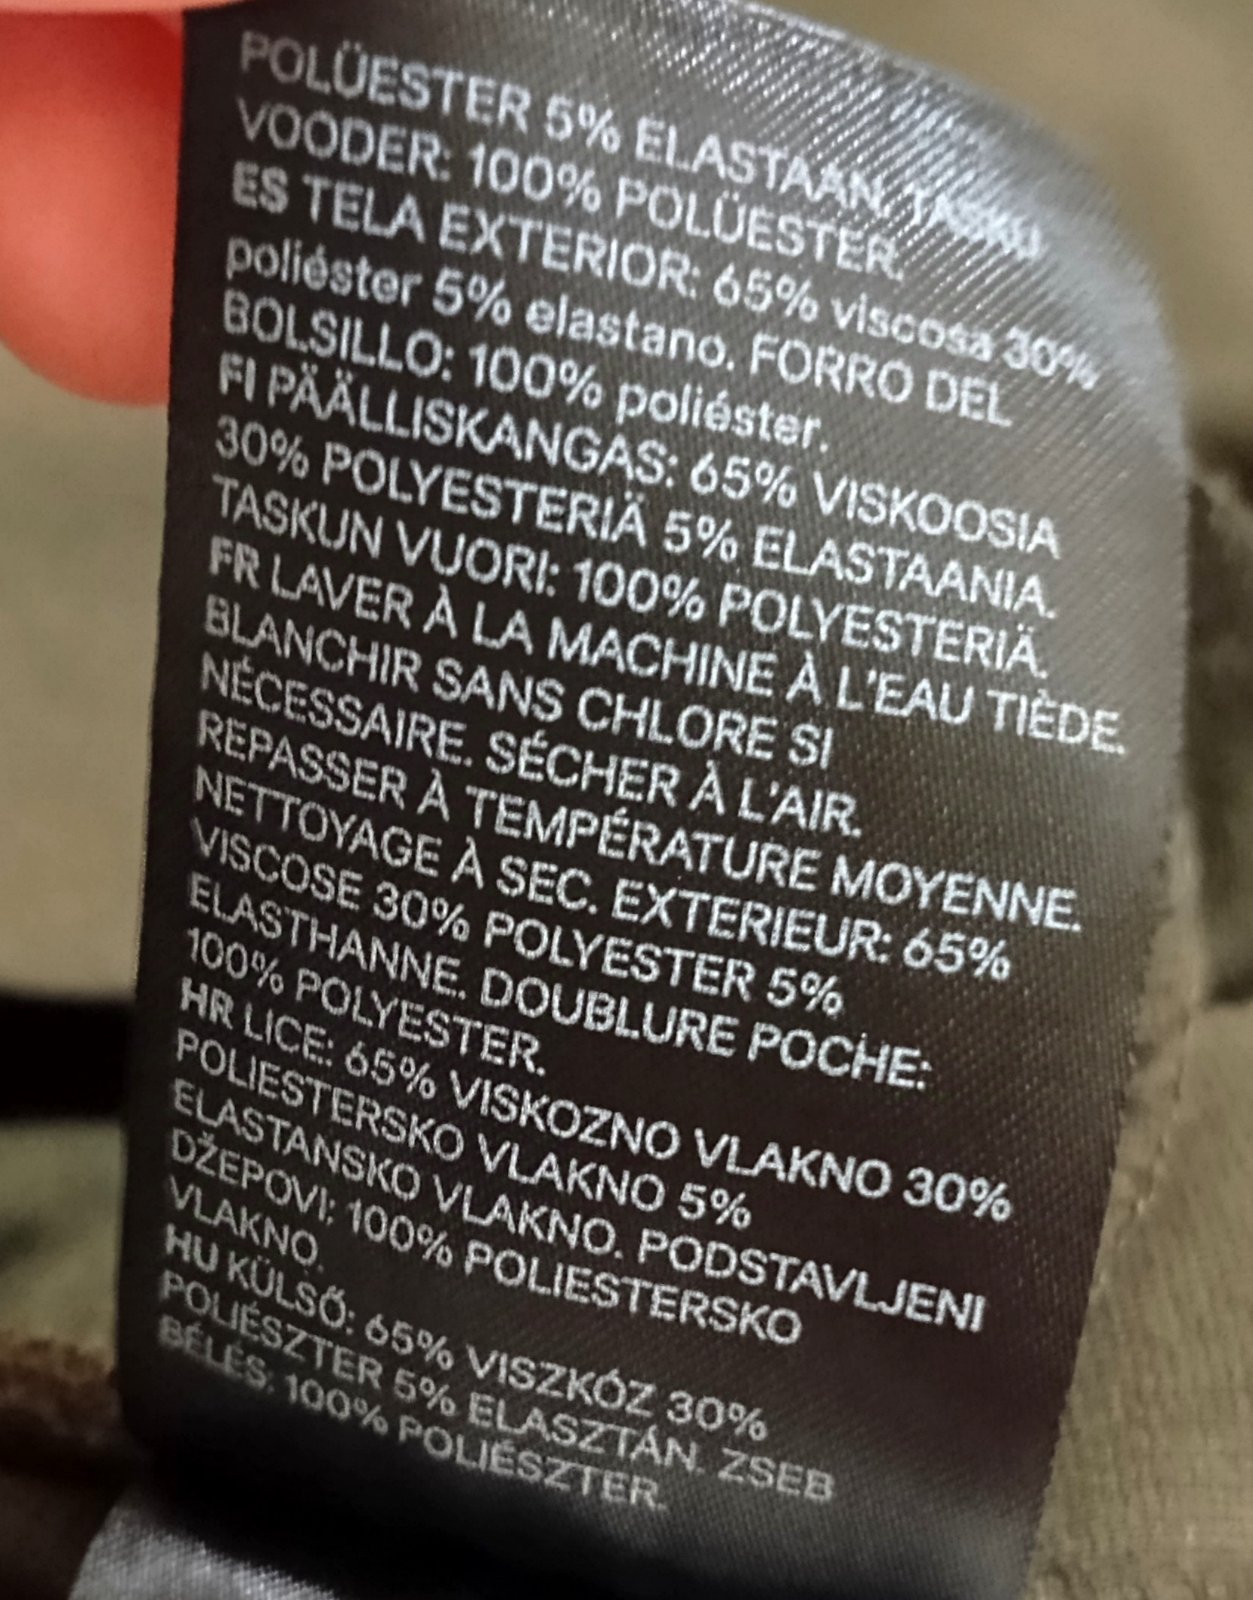 POLÜESTER 5% ELASTAAN. TASKU
VOODER: 100% POLÜESTER.
ES TELA EXTERIOR: 65% viscosa 30%
poliéster 5% elastano. FORRO DEL
BOLSILLO: 100% poliéster.
FI PÄÄLLISKANGAS: 65% VISKOOSIA
30% POLYESTERIÄ 5% ELASTAANIA.
TASKUN VUORI: 100% POLYESTERIÄ.
FR LAVER À LA MACHINE À L'EAU TIÈDE.
BLANCHIR SANS CHLORE SI
NÉCESSAIRE. SÉCHER À L'AIR.
REPASSER À TEMPÉRATURE MOYENNE.
NETTOYAGE À SEC. EXTERIEUR: 65%
VISCOSE 30% POLYESTER 5%
ELASTHANNE. DOUBLURE POCHE:
100% POLYESTER.
HR LICE: 65% VISKOZNO VLAKNO 30%
POLIESTERSKO VLAKNO 5%
ELASTANSKO VLAKNO. PODSTAVLJENI
DŽEPOVI: 100% POLIESTERSKO
VLAKNO.
HU KÜLSŐ: 65% VISZKÓZ 30%
POLIÉSZTER 5% ELASZTÁN. ZSEB
BÉLÉS: 100% POLIÉSZTER.